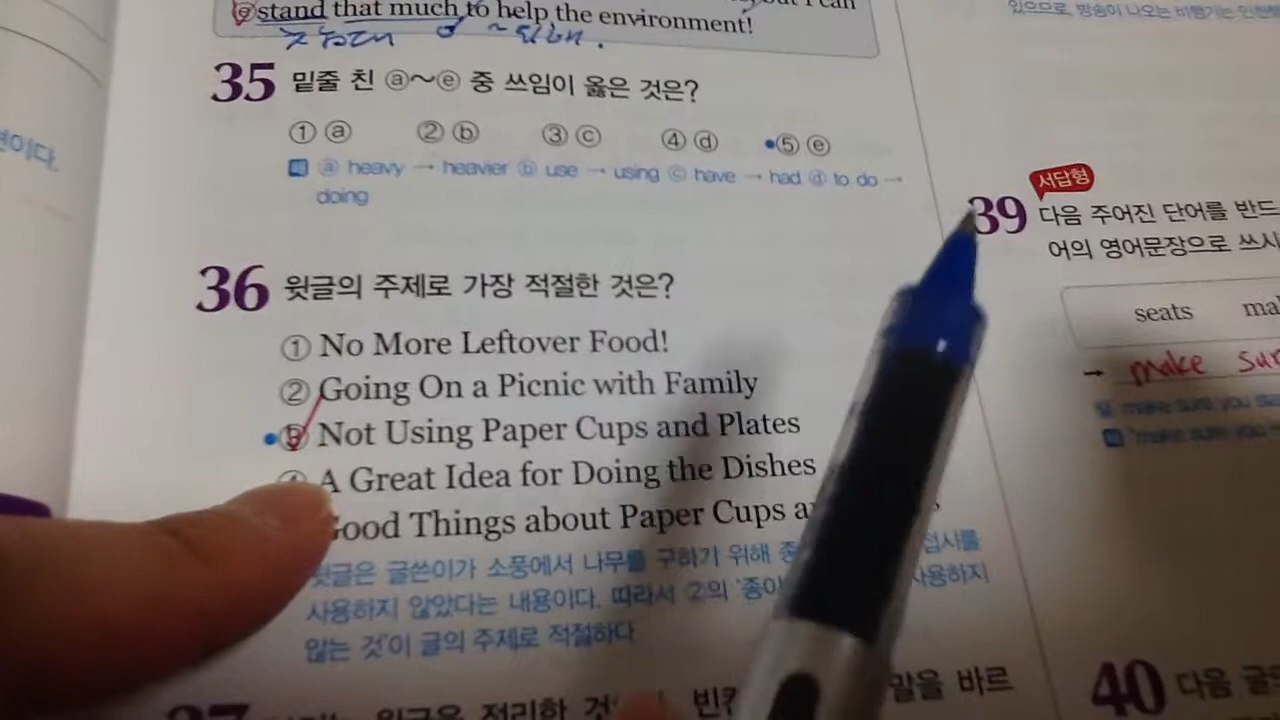 stand that much to help the environment!
35 밑줄 친 ⓐ~ⓔ 중 쓰임이 옳은 것은?
① ⓐ ② ⓑ ③ ⓒ ④ ⓓ ⑤ ⓔ
ⓐ heavy → heavier ⓑ use → using ⓒ have → had ⓓ to do →
doing
36 윗글의 주제로 가장 적절한 것은?
① No More Leftover Food!
② Going On a Picnic with Family
Not Using Paper Cups and Plates
A Great Idea for Doing the Dishes
Good Things about Paper Cups
윗글은 글쓴이가 소풍에서 나무를 구하기 위해 접시를
사용하지 않았다는 내용이다. 따라서 ②의 '종이 사용하지
않는 것'이 글의 주제로 적절하다
서답형
39 다음 주어진 단어를 반드
어의 영어문장으로 쓰시
seats
→ make
40 다음